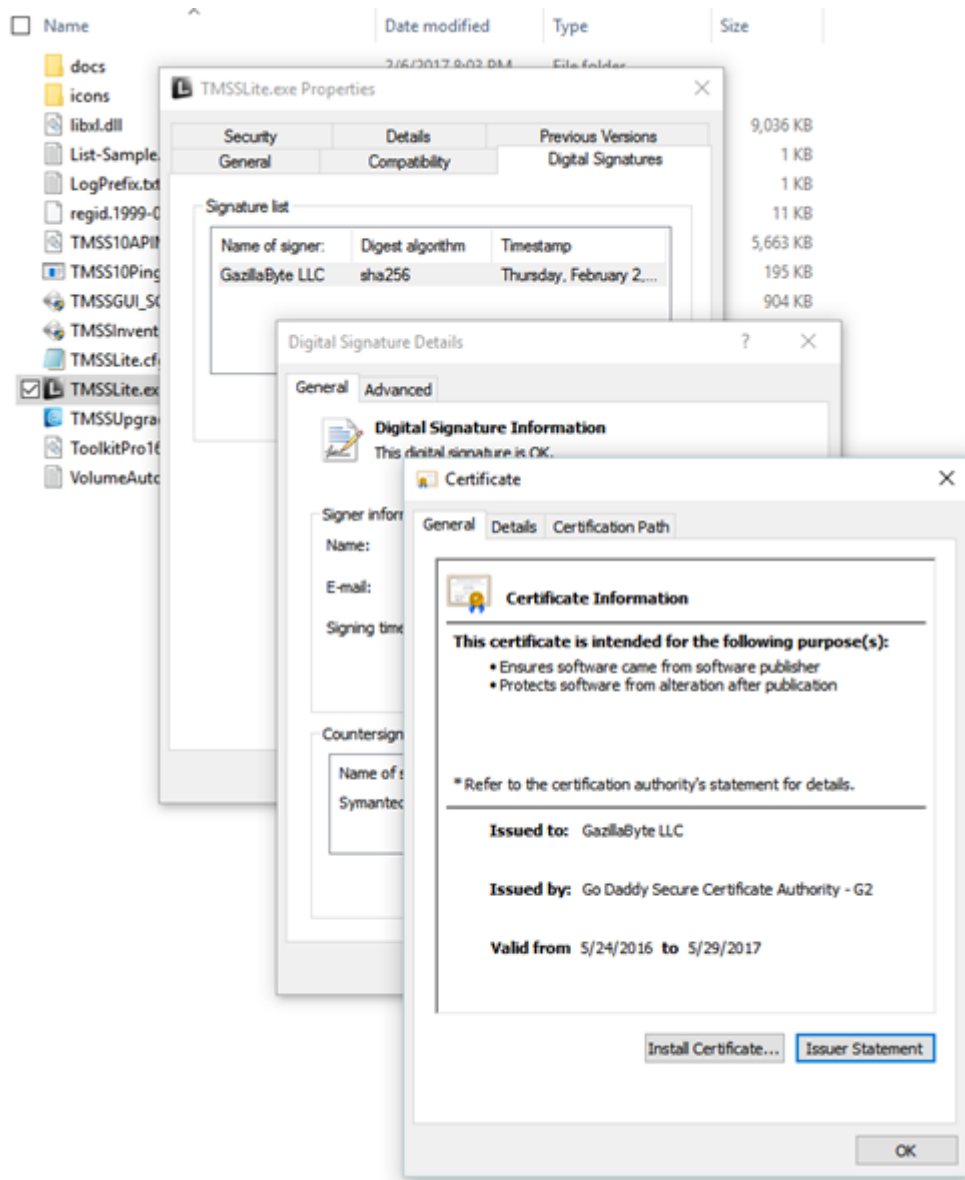 Name Date modified Type Size
docs 2/6/2017 8:03 PM File folder
icons
libxl.dll 9,036 KB
List-Sample. 1 KB
LogPrefix.txt 1 KB
regid.1999-0 11 KB
TMSS10API 5,663 KB
TMSS10Ping 195 KB
TMSSGUI_SO 904 KB
TMSSInvent
TMSSLite.cf
TMSSLite.ex
TMSSUpgra
ToolkitPro16
VolumeAuto
TMSSLite.exe Properties
Security Details Previous Versions
General Compatibility Digital Signatures
Signature list
Name of signer: Digest algorithm Timestamp
GazillaByte LLC sha256 Thursday, February 2,...
Digital Signature Details ?
General Advanced
Digital Signature Information
This digital signature is OK.
Signer inform
Name:
E-mail:
Signing time
Countersign
Name of s
Symantec
Certificate
General Details Certification Path
Certificate Information
This certificate is intended for the following purpose(s):
• Ensures software came from software publisher
• Protects software from alteration after publication
* Refer to the certification authority's statement for details.
Issued to: GazillaByte LLC
Issued by: Go Daddy Secure Certificate Authority - G2
Valid from 5/24/2016 to 5/29/2017
Install Certificate... Issuer Statement
OK